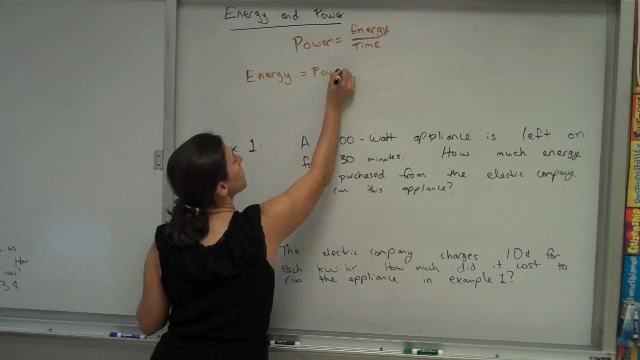 Energy and Power
Power = Energy
Time
Energy = Pow
1: A 00-Watt appliance is left on
30 minutes. How much energy
purchased from the electric company
run this appliance?
The electric company charges 10¢ for
each kW·hr. How much did it cost to
run the appliance in example 1?